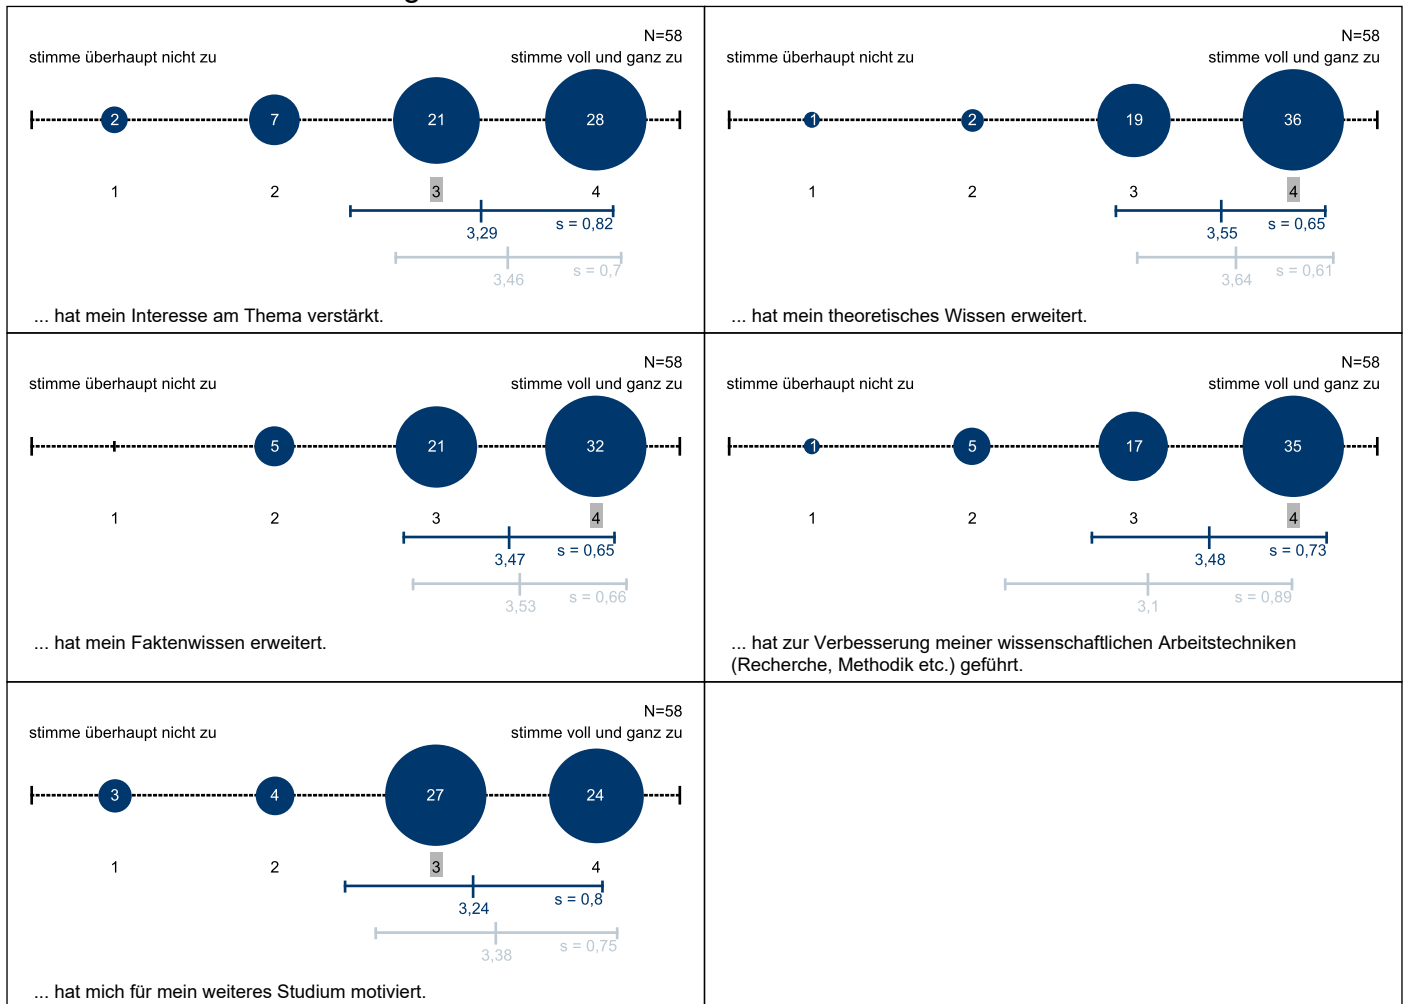 N=58
stimme überhaupt nicht zu stimme voll und ganz zu
2 7 21 28
1 2 3 4
s = 0,82
3,29
s = 0,7
3,46
... hat mein Interesse am Thema verstärkt.
N=58
stimme überhaupt nicht zu stimme voll und ganz zu
1 2 19 36
1 2 3 4
s = 0,65
3,55
s = 0,61
3,64
... hat mein theoretisches Wissen erweitert.
N=58
stimme überhaupt nicht zu stimme voll und ganz zu
5 21 32
1 2 3 4
s = 0,65
3,47
s = 0,66
3,53
... hat mein Faktenwissen erweitert.
N=58
stimme überhaupt nicht zu stimme voll und ganz zu
1 5 17 35
1 2 3 4
s = 0,73
3,48
s = 0,89
3,1
... hat zur Verbesserung meiner wissenschaftlichen Arbeitstechniken
(Recherche, Methodik etc.) geführt.
N=58
stimme überhaupt nicht zu stimme voll und ganz zu
3 4 27 24
1 2 3 4
s = 0,8
3,24
s = 0,75
3,38
... hat mich für mein weiteres Studium motiviert.